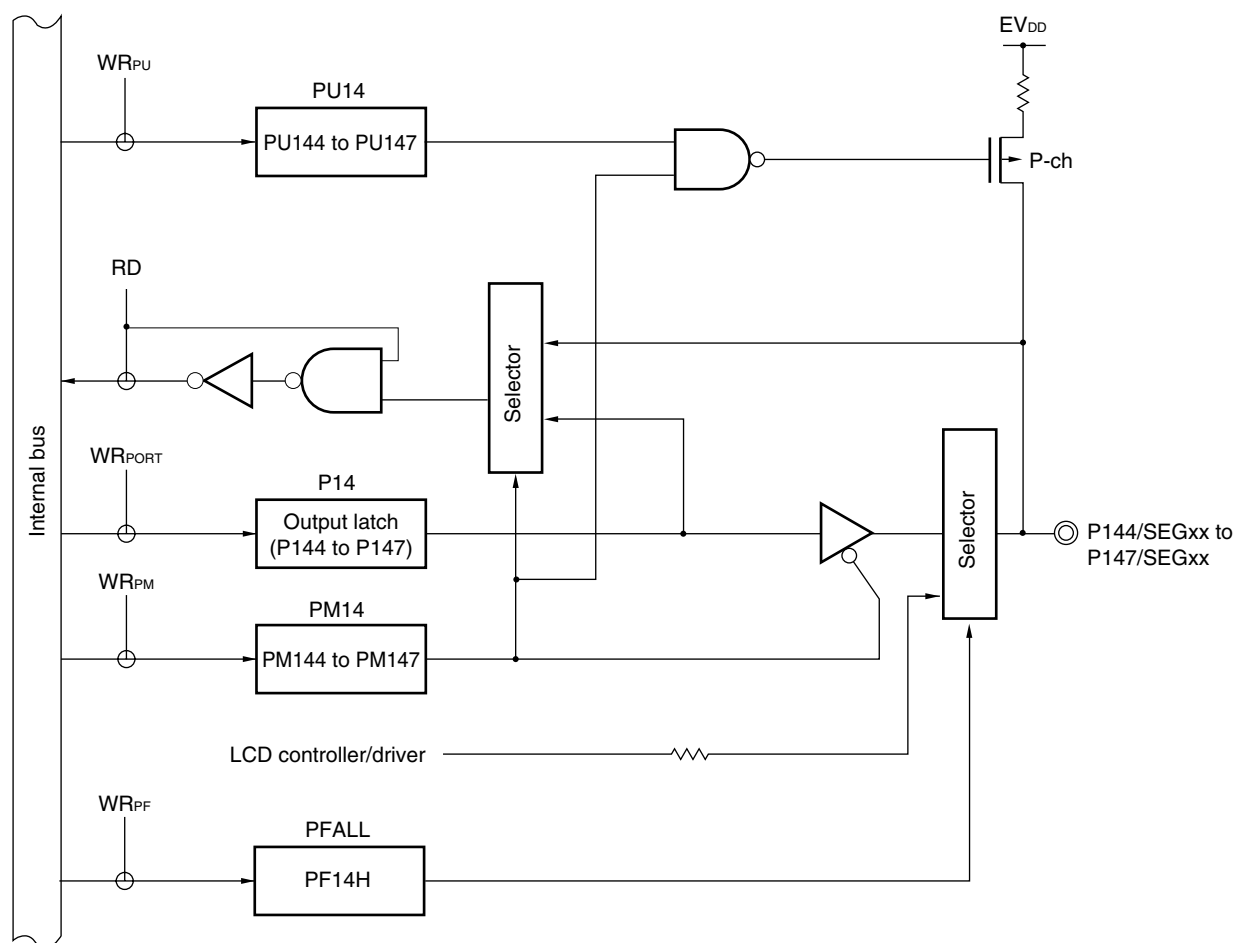 EVDD
WRPU
PU14
PU144 to PU147
P-ch
RD
Selector
Internal bus
WRPORT
P14
Output latch
(P144 to P147)
Selector
P144/SEGxx to
P147/SEGxx
WRPM
PM14
PM144 to PM147
LCD controller/driver
WRPF
PFALL
PF14H